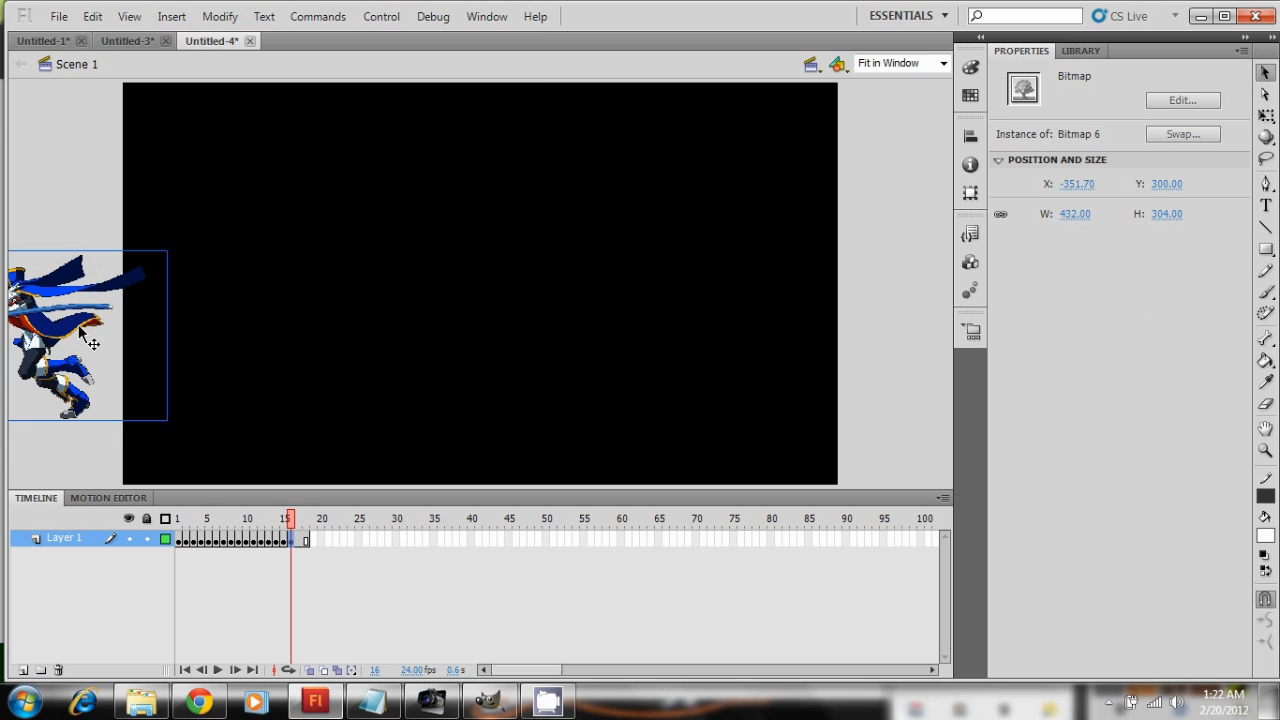 Fl File Edit View Insert Modify Text Commands Control Debug Window Help ESSENTIALS CS Live
Untitled-1* Untitled-3* Untitled-4*
Scene 1 Fit in Window
PROPERTIES LIBRARY
Bitmap
Edit...
Instance of: Bitmap 6 Swap...
POSITION AND SIZE
X: -351.70 Y: 300.00
W: 432.00 H: 304.00
TIMELINE MOTION EDITOR
1 5 10 15 20 25 30 35 40 45 50 55 60 65 70 75 80 85 90 95 100
Layer 1
16 24.00 fps 0.6 s
Fl
1:22 AM
2/20/2012